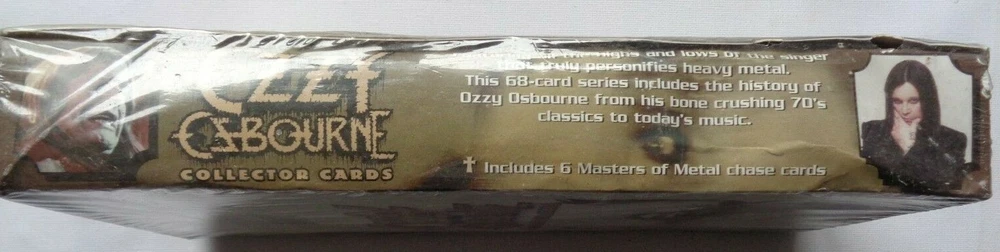 Ozzy
Osbourne
COLLECTOR CARDS
highs and lows of the singer
that truly personifies heavy metal.
This 68-card series includes the history of
Ozzy Osbourne from his bone crushing 70's
classics to today's music.
✝ Includes 6 Masters of Metal chase cards